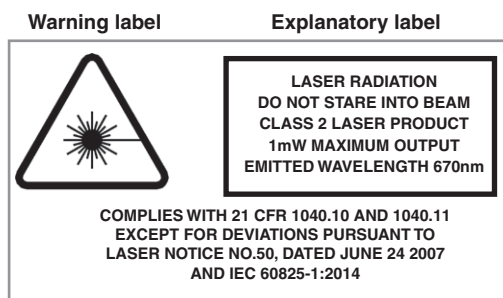 Warning label
Explanatory label
LASER RADIATION
DO NOT STARE INTO BEAM
CLASS 2 LASER PRODUCT
1mW MAXIMUM OUTPUT
EMITTED WAVELENGTH 670nm
COMPLIES WITH 21 CFR 1040.10 AND 1040.11
EXCEPT FOR DEVIATIONS PURSUANT TO
LASER NOTICE NO.50, DATED JUNE 24 2007
AND IEC 60825-1:2014